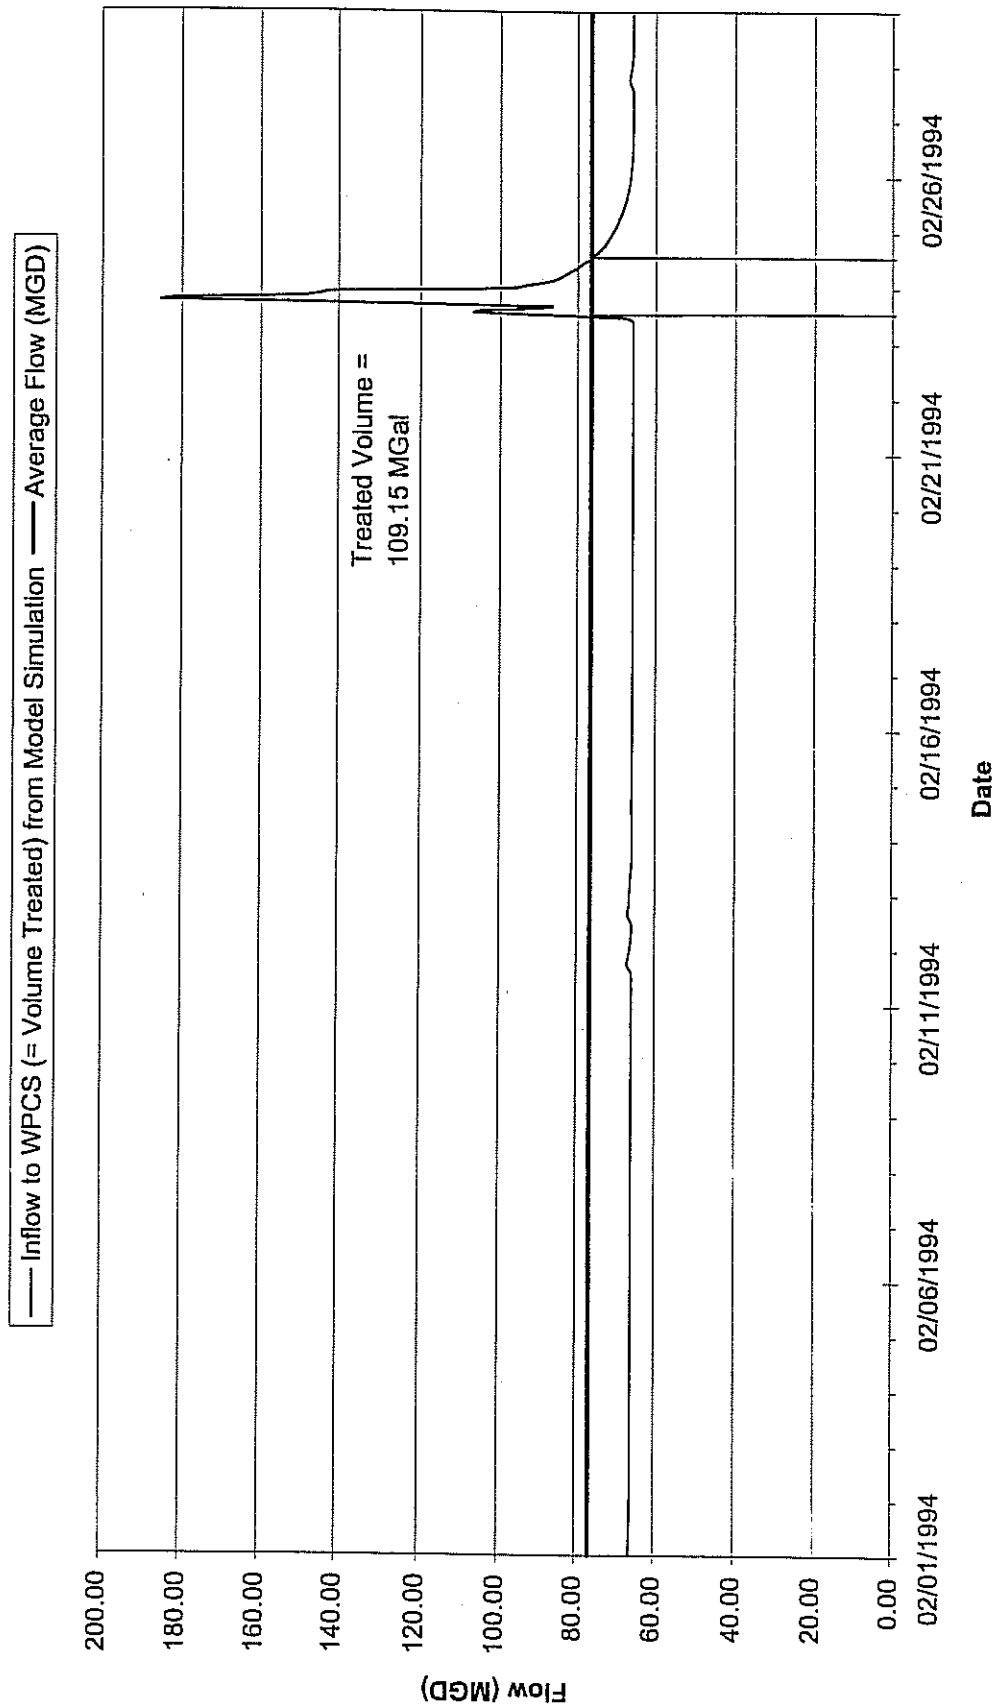 Inflow to WPCS (= Volume Treated) from Model Simulation Average Flow (MGD)
200.00
180.00
160.00
140.00
120.00
100.00
80.00
60.00
40.00
20.00
0.00
Flow (MGD)
Treated Volume =
109.15 MGal
02/01/1994 02/06/1994 02/11/1994 02/16/1994 02/21/1994 02/26/1994
Date